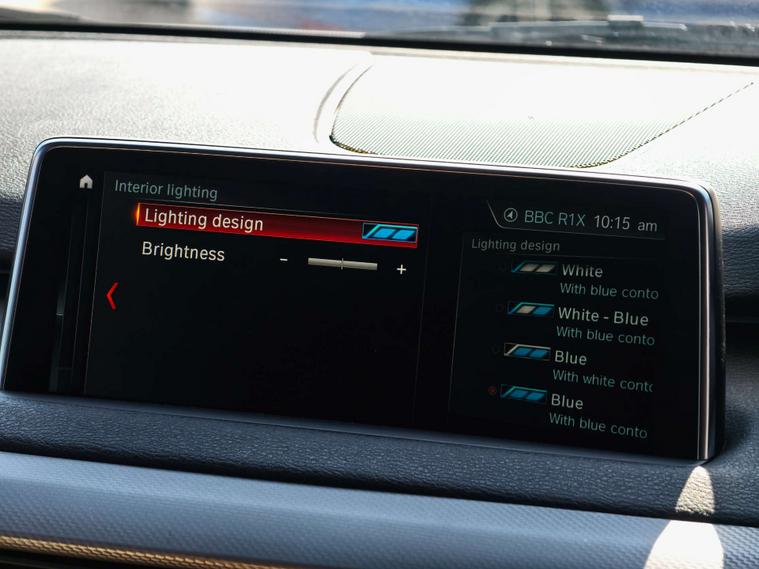 Interior lighting
Lighting design
Brightness
- +
BBC R1X 10:15 am
Lighting design
White
With blue conto
White - Blue
With blue conto
Blue
With white conto
Blue
With blue conto